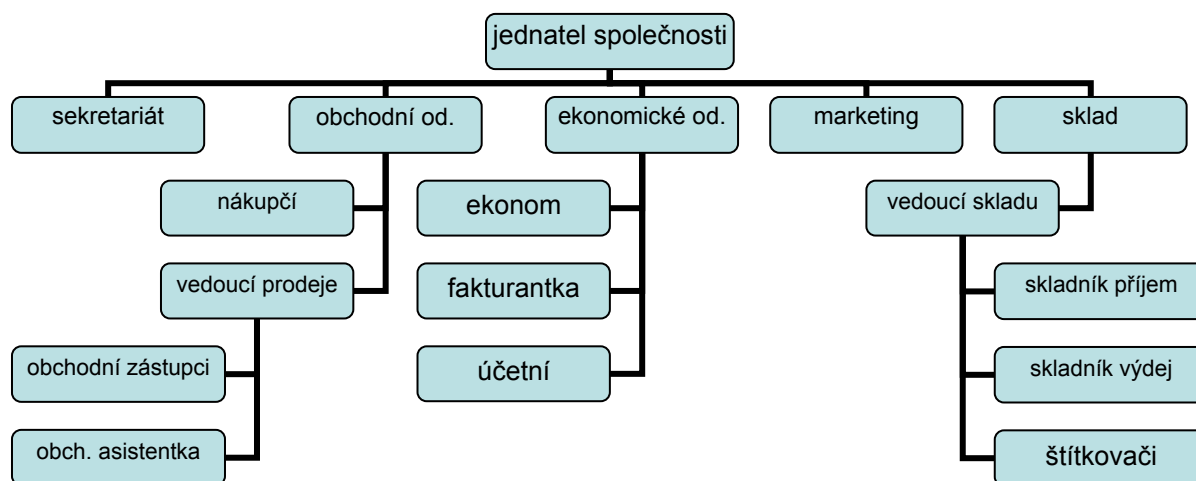 jednatel společnosti
sekretariát
obchodní od.
ekonomické od.
marketing
sklad
nákupčí
ekonom
vedoucí skladu
vedoucí prodeje
fakturantka
skladník příjem
obchodní zástupci
účetní
skladník výdej
obch. asistentka
štítkovači